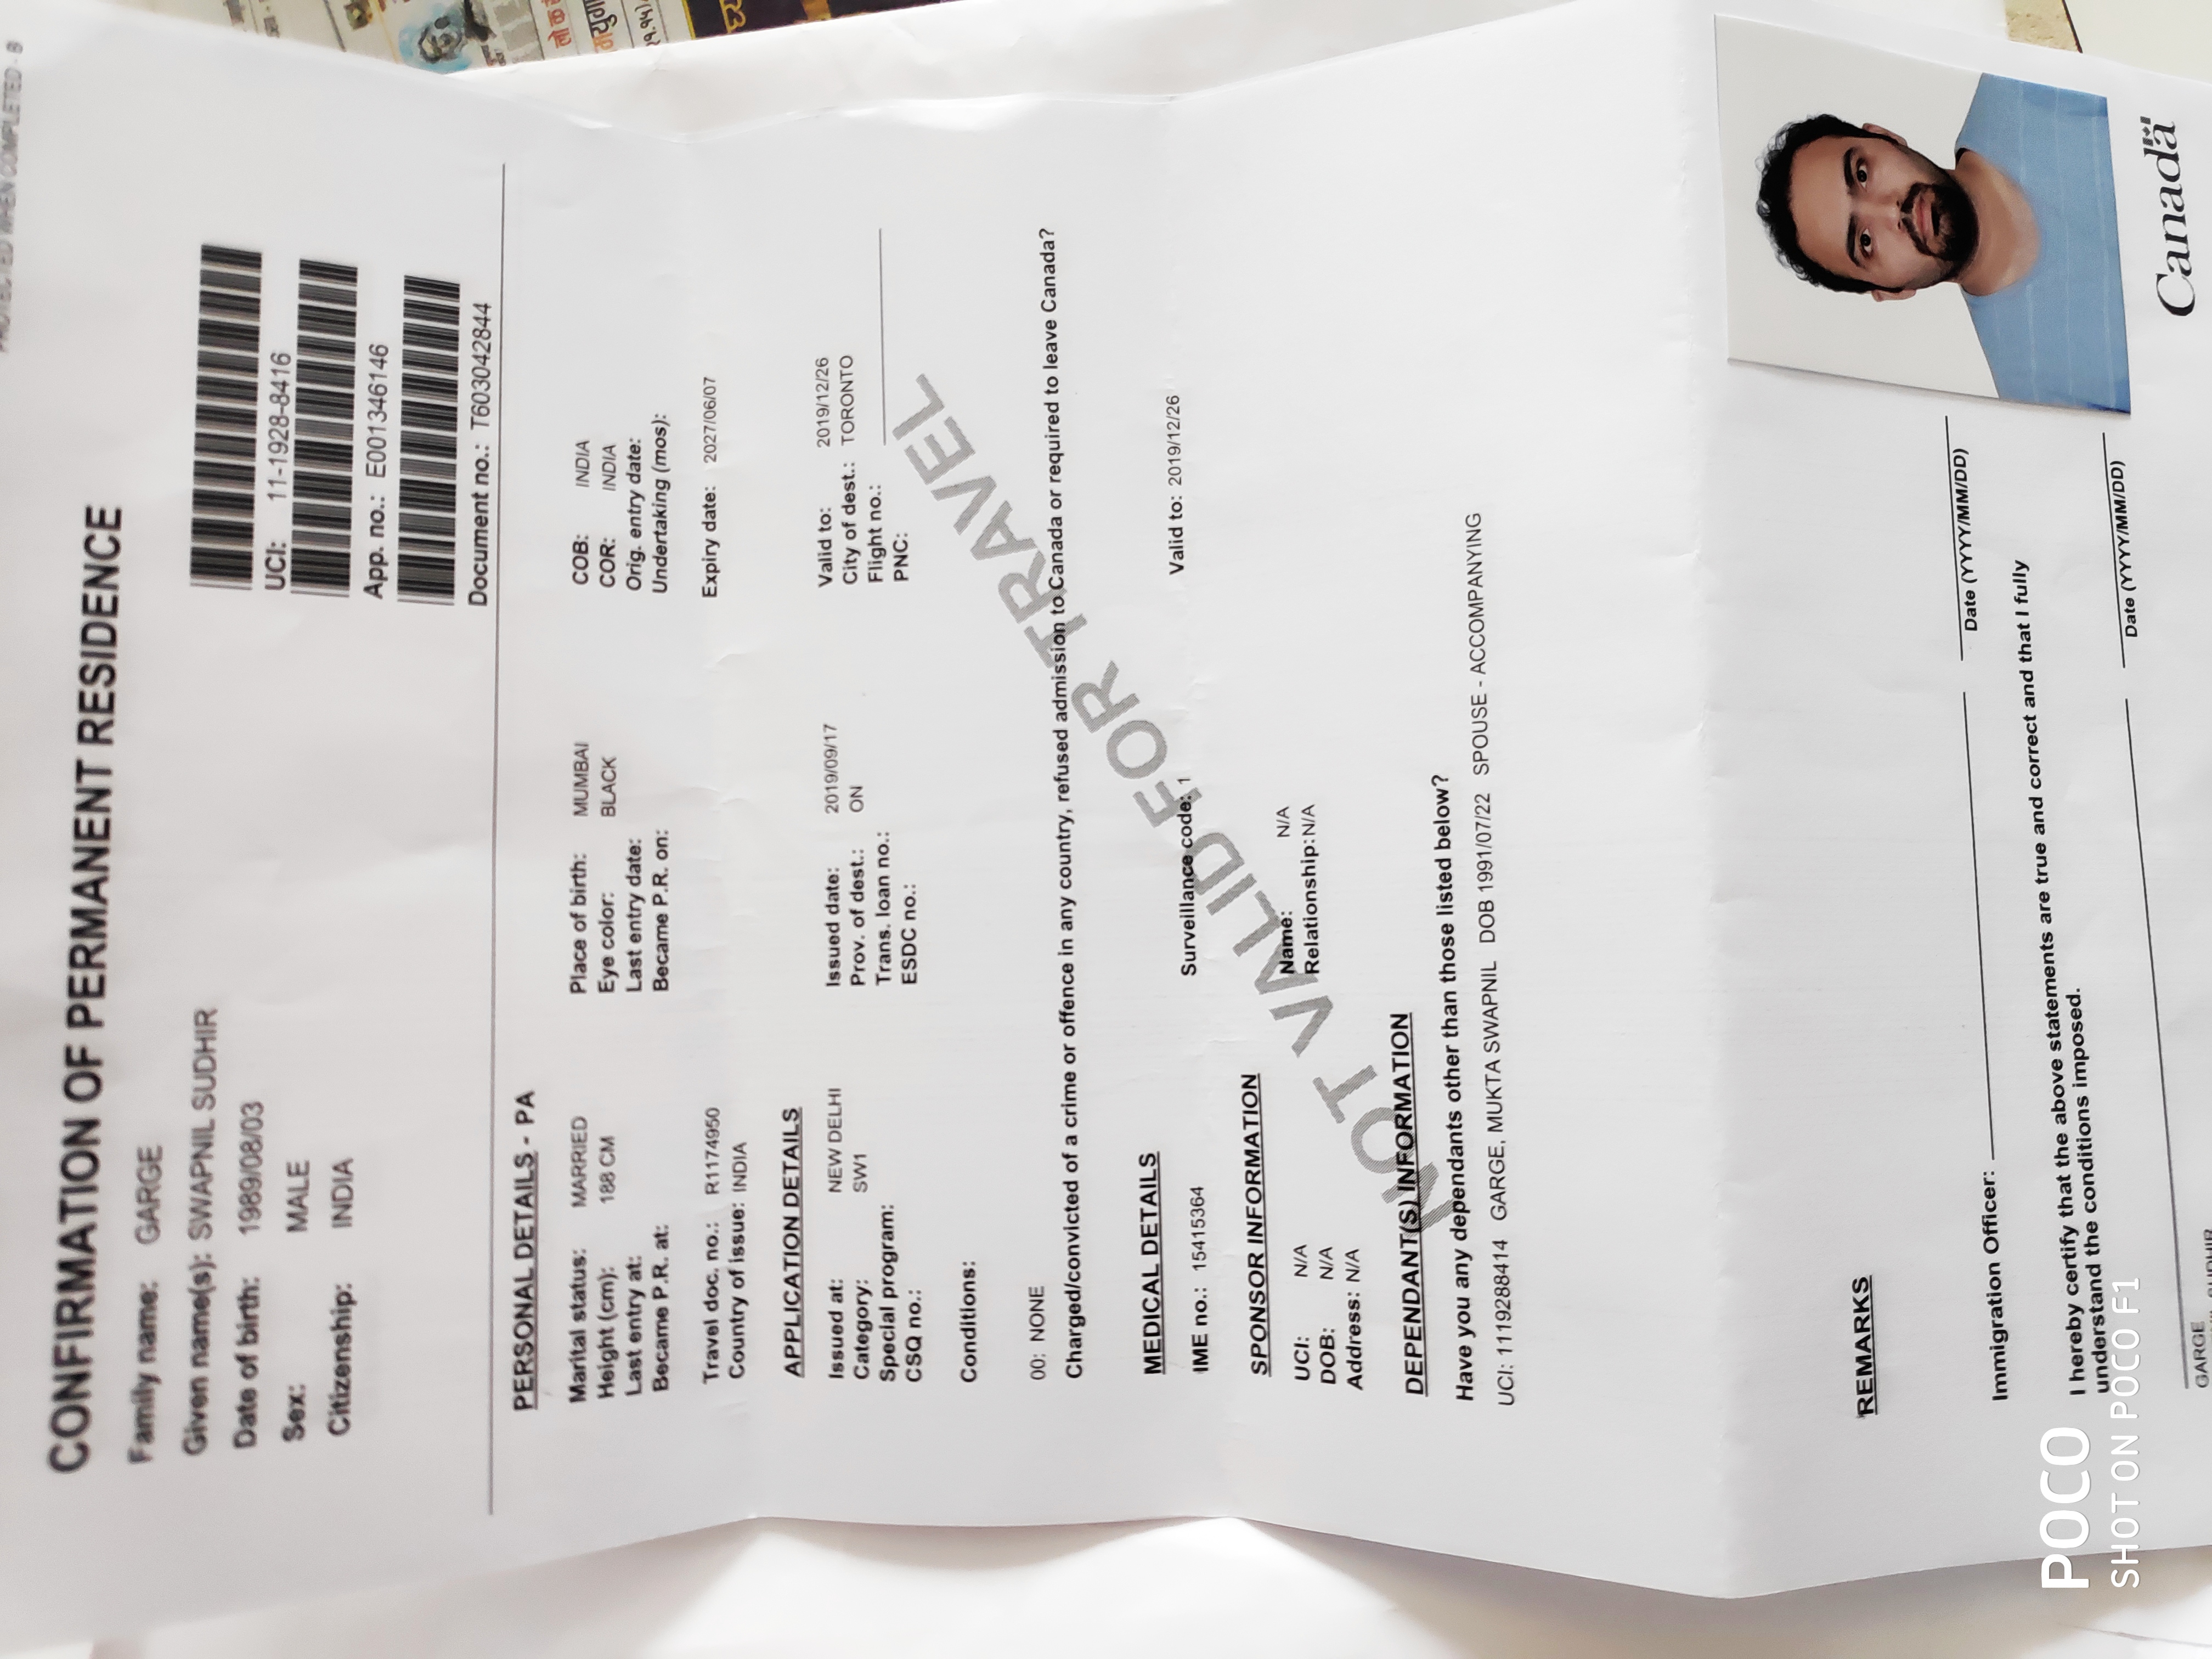 PROTECTED WHEN COMPLETED - B
CONFIRMATION OF PERMANENT RESIDENCE
Family name: GARGE
Given name(s): SWAPNIL SUDHIR
Date of birth: 1989/08/03
Sex: MALE
Citizenship: INDIA
UCI: 11-1928-8416
App. no.: E001346146
Document no.: T603042844
PERSONAL DETAILS - PA
Marital status: MARRIED Place of birth: MUMBAI COB: INDIA
Height (cm): 188 CM Eye color: BLACK COR: INDIA
Last entry at: Last entry date: Orig. entry date:
Became P.R. at: Became P.R. on: Undertaking (mos):
Travel doc. no.: R1174950 Expiry date: 2027/06/07
Country of issue: INDIA
APPLICATION DETAILS
Issued at: NEW DELHI Issued date: 2019/09/17 Valid to: 2019/12/26
Category: SW1 Prov. of dest.: ON City of dest.: TORONTO
Special program: Trans. loan no.: Flight no.:
CSQ no.: ESDC no.: PNC:
Conditions:
00: NONE
Charged/convicted of a crime or offence in any country, refused admission to Canada or required to leave Canada?
NOT VALID FOR TRAVEL
MEDICAL DETAILS
IME no.: 15415364 Surveillance code: 1 Valid to: 2019/12/26
SPONSOR INFORMATION
UCI: N/A Name: N/A
DOB: N/A Relationship: N/A
Address: N/A
DEPENDANT(S) INFORMATION
Have you any dependants other than those listed below?
UCI: 1119288414 GARGE, MUKTA SWAPNIL DOB 1991/07/22 SPOUSE - ACCOMPANYING
REMARKS
Immigration Officer: Date (YYYY/MM/DD)
I hereby certify that the above statements are true and correct and that I fully
understand the conditions imposed.
Date (YYYY/MM/DD)
GARGE
SUDHIR
Canada
POCO
SHOT ON POCO F1